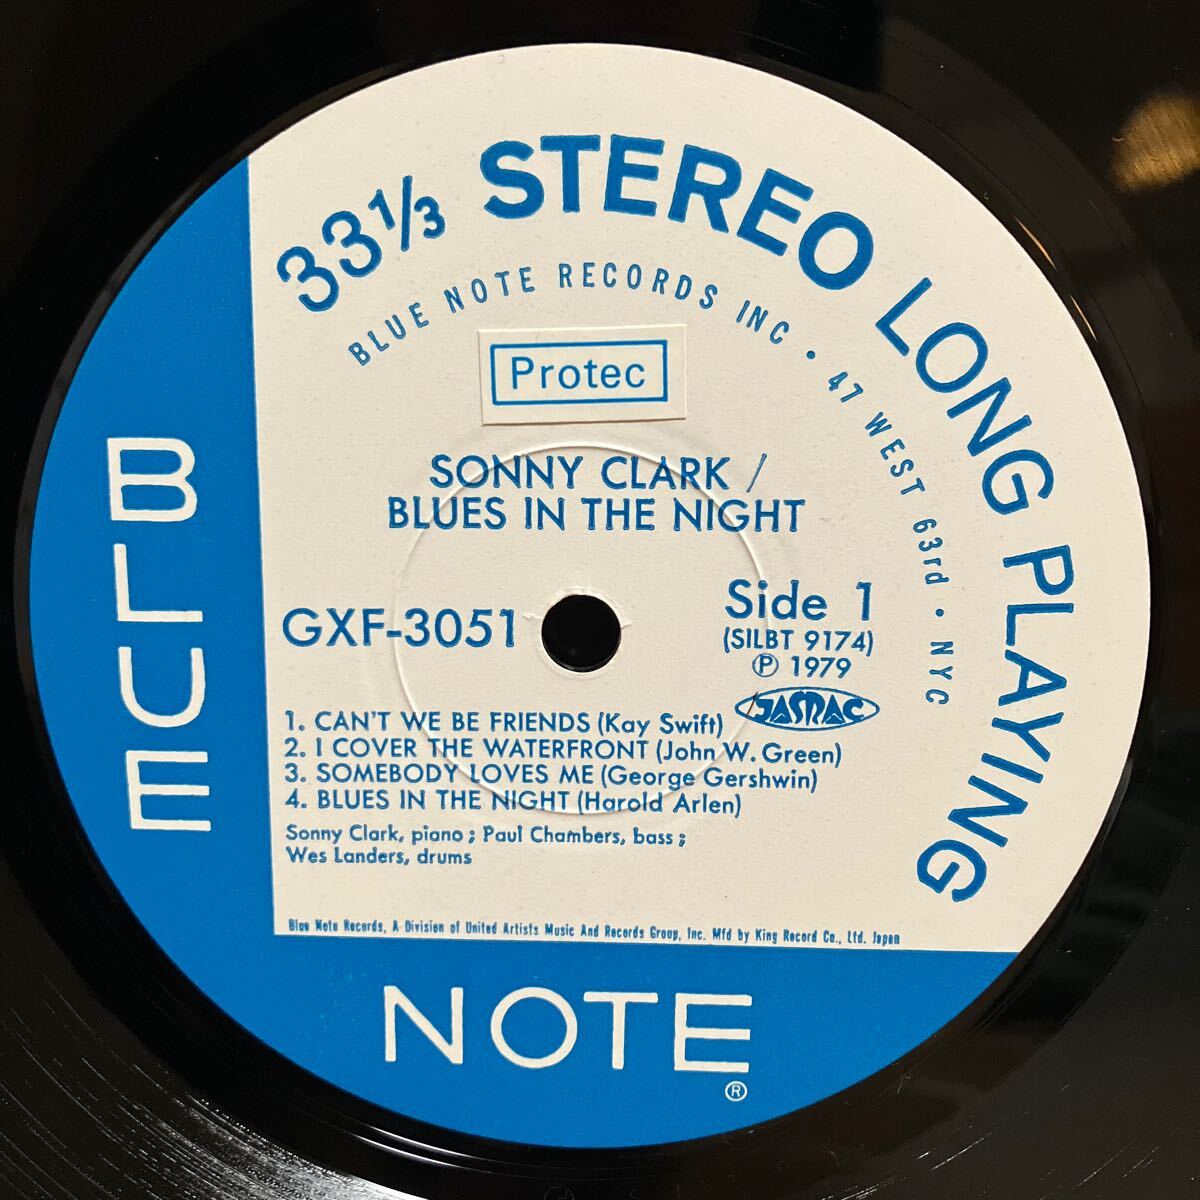 33⅓ STEREO LONG PLAYING
BLUE NOTE RECORDS INC • 47 WEST 63rd • NYC
Protec
SONNY CLARK /
BLUES IN THE NIGHT
GXF-3051
Side 1
(SILBT 9174)
Ⓟ 1979
JASRAC
1. CAN'T WE BE FRIENDS (Kay Swift)
2. I COVER THE WATERFRONT (John W. Green)
3. SOMEBODY LOVES ME (George Gershwin)
4. BLUES IN THE NIGHT (Harold Arlen)
Sonny Clark, piano ; Paul Chambers, bass ;
Wes Landers, drums
Blue Note Records, A Division of United Artists Music And Records Group, Inc. Mfd by King Record Co., Ltd. Japan
BLUE
NOTE
®